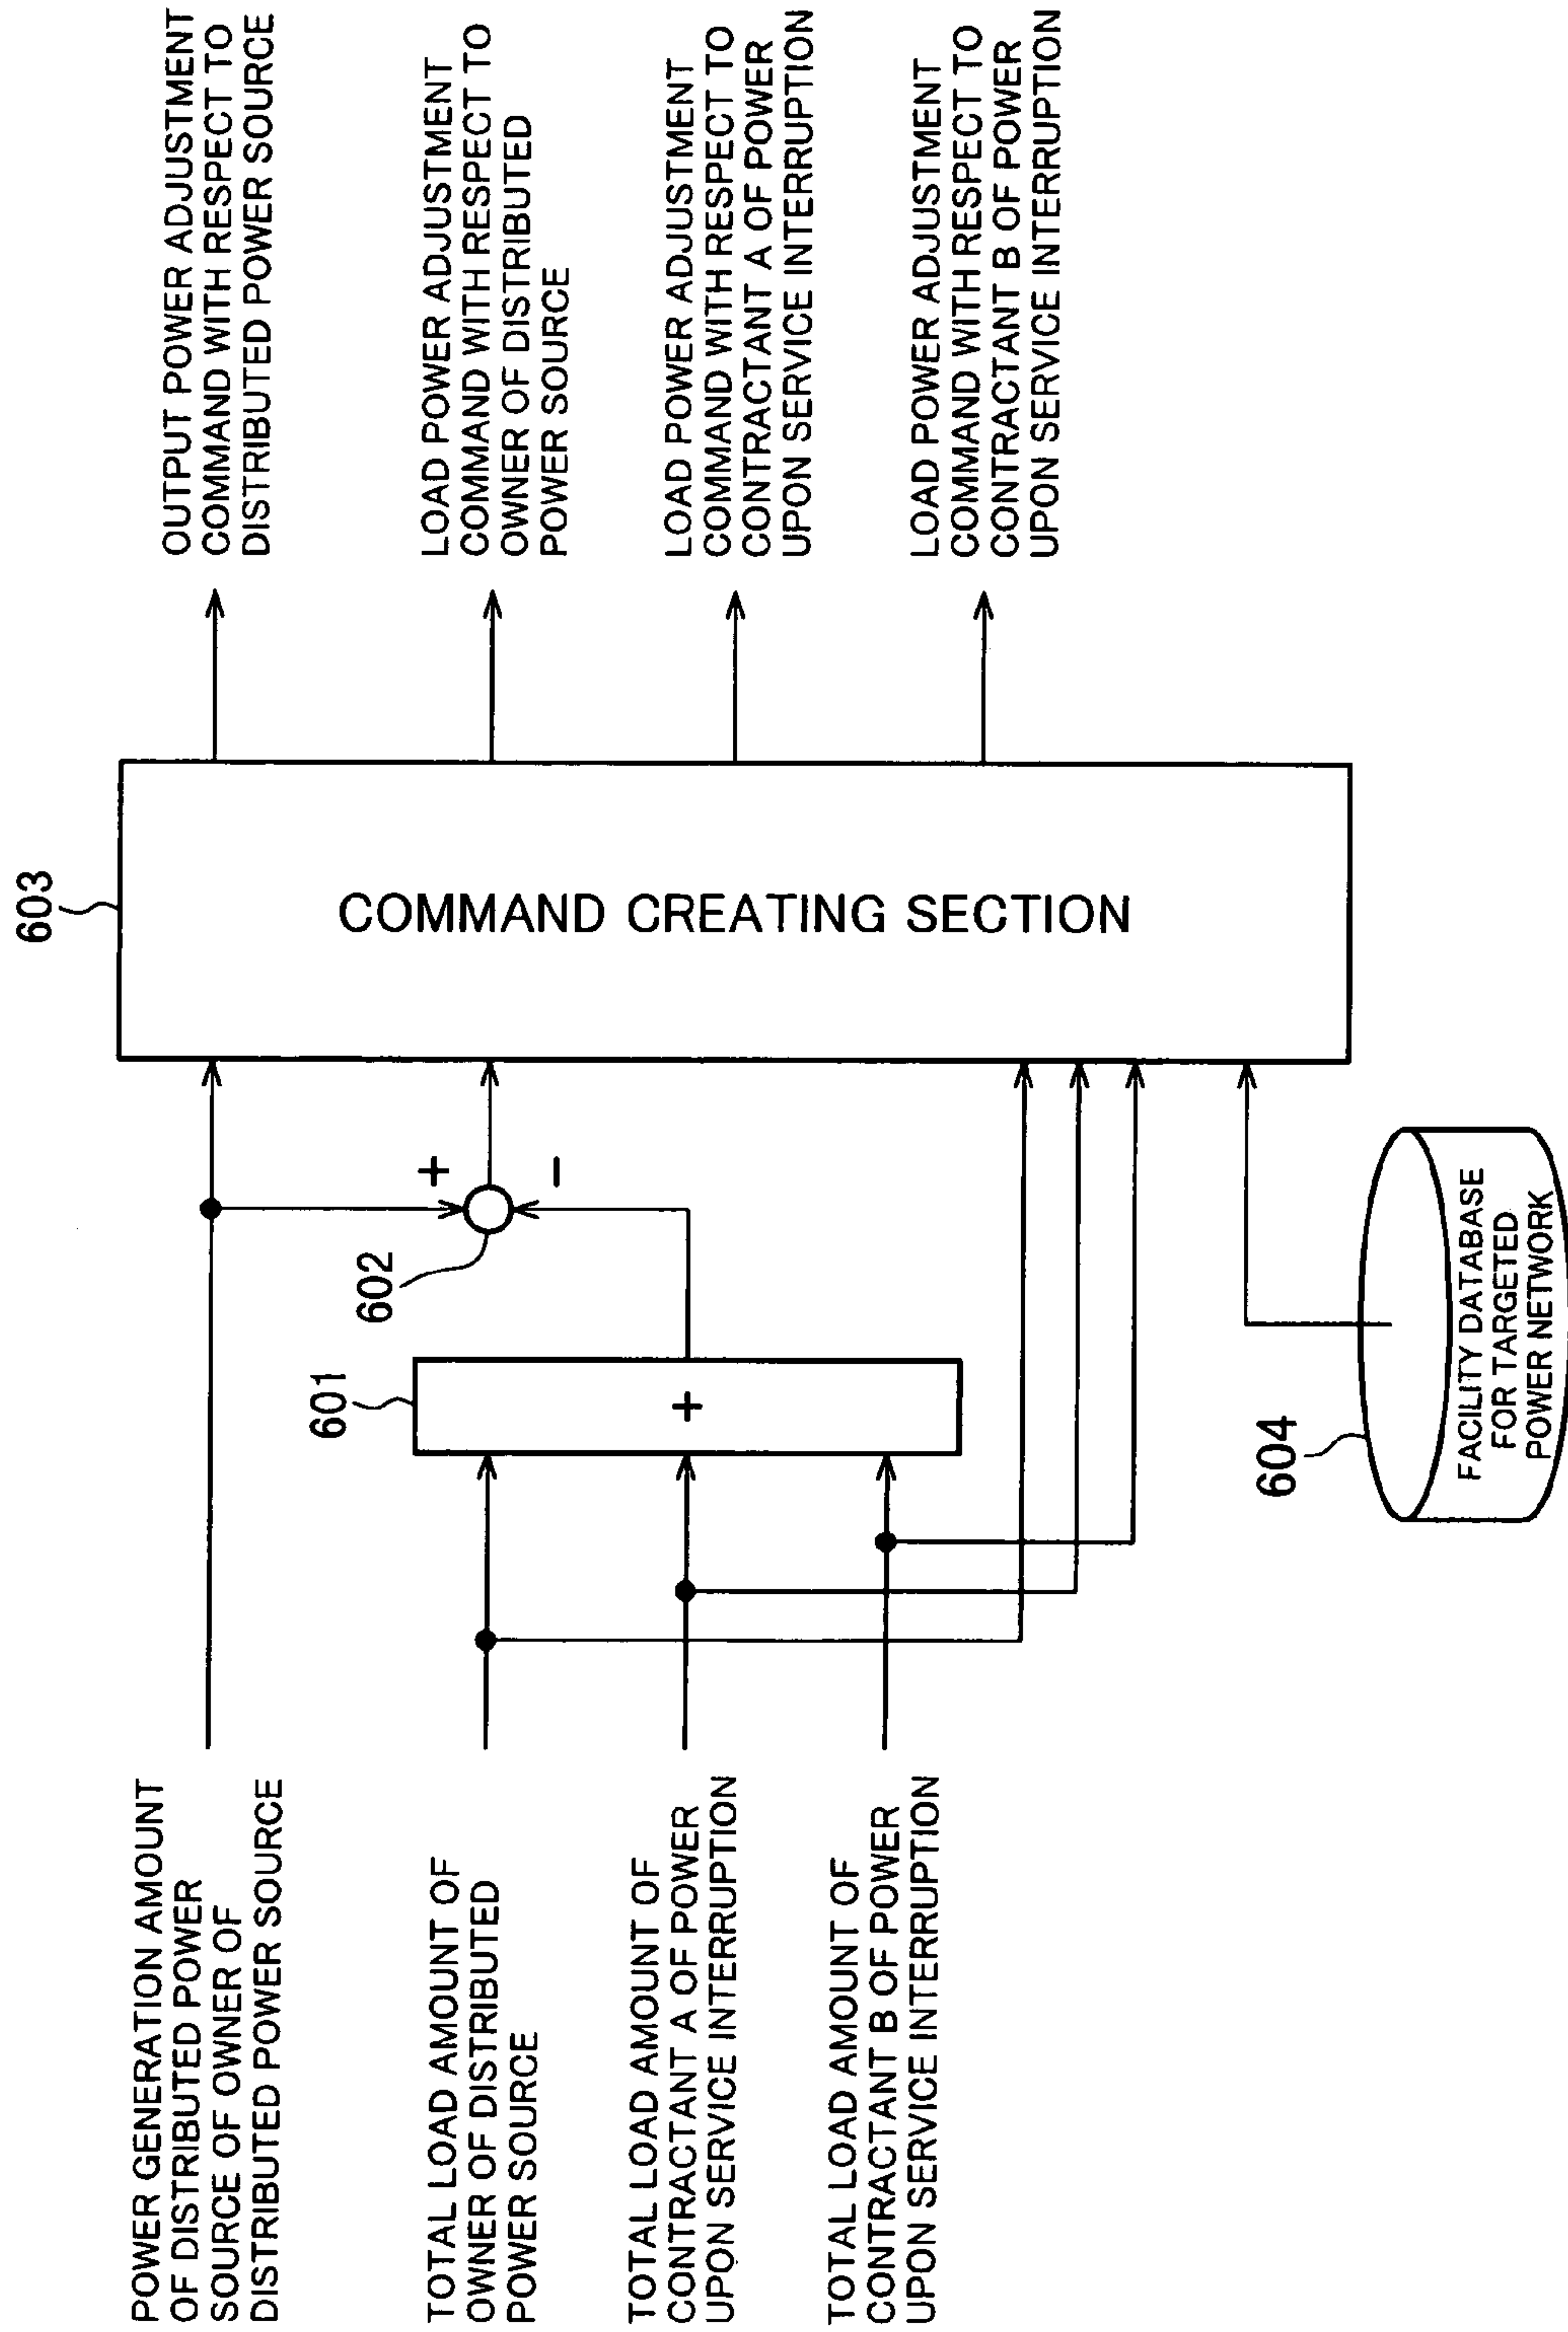 POWER GENERATION AMOUNT
OF DISTRIBUTED POWER
SOURCE OF OWNER OF
DISTRIBUTED POWER SOURCE
TOTAL LOAD AMOUNT OF
OWNER OF DISTRIBUTED
POWER SOURCE
TOTAL LOAD AMOUNT OF
CONTRACTANT A OF POWER
UPON SERVICE INTERRUPTION
TOTAL LOAD AMOUNT OF
CONTRACTANT B OF POWER
UPON SERVICE INTERRUPTION
601
+
602
+
−
604
FACILITY DATABASE
FOR TARGETED
POWER NETWORK
603
COMMAND CREATING SECTION
OUTPUT POWER ADJUSTMENT
COMMAND WITH RESPECT TO
DISTRIBUTED POWER SOURCE
LOAD POWER ADJUSTMENT
COMMAND WITH RESPECT TO
OWNER OF DISTRIBUTED
POWER SOURCE
LOAD POWER ADJUSTMENT
COMMAND WITH RESPECT TO
CONTRACTANT A OF POWER
UPON SERVICE INTERRUPTION
LOAD POWER ADJUSTMENT
COMMAND WITH RESPECT TO
CONTRACTANT B OF POWER
UPON SERVICE INTERRUPTION